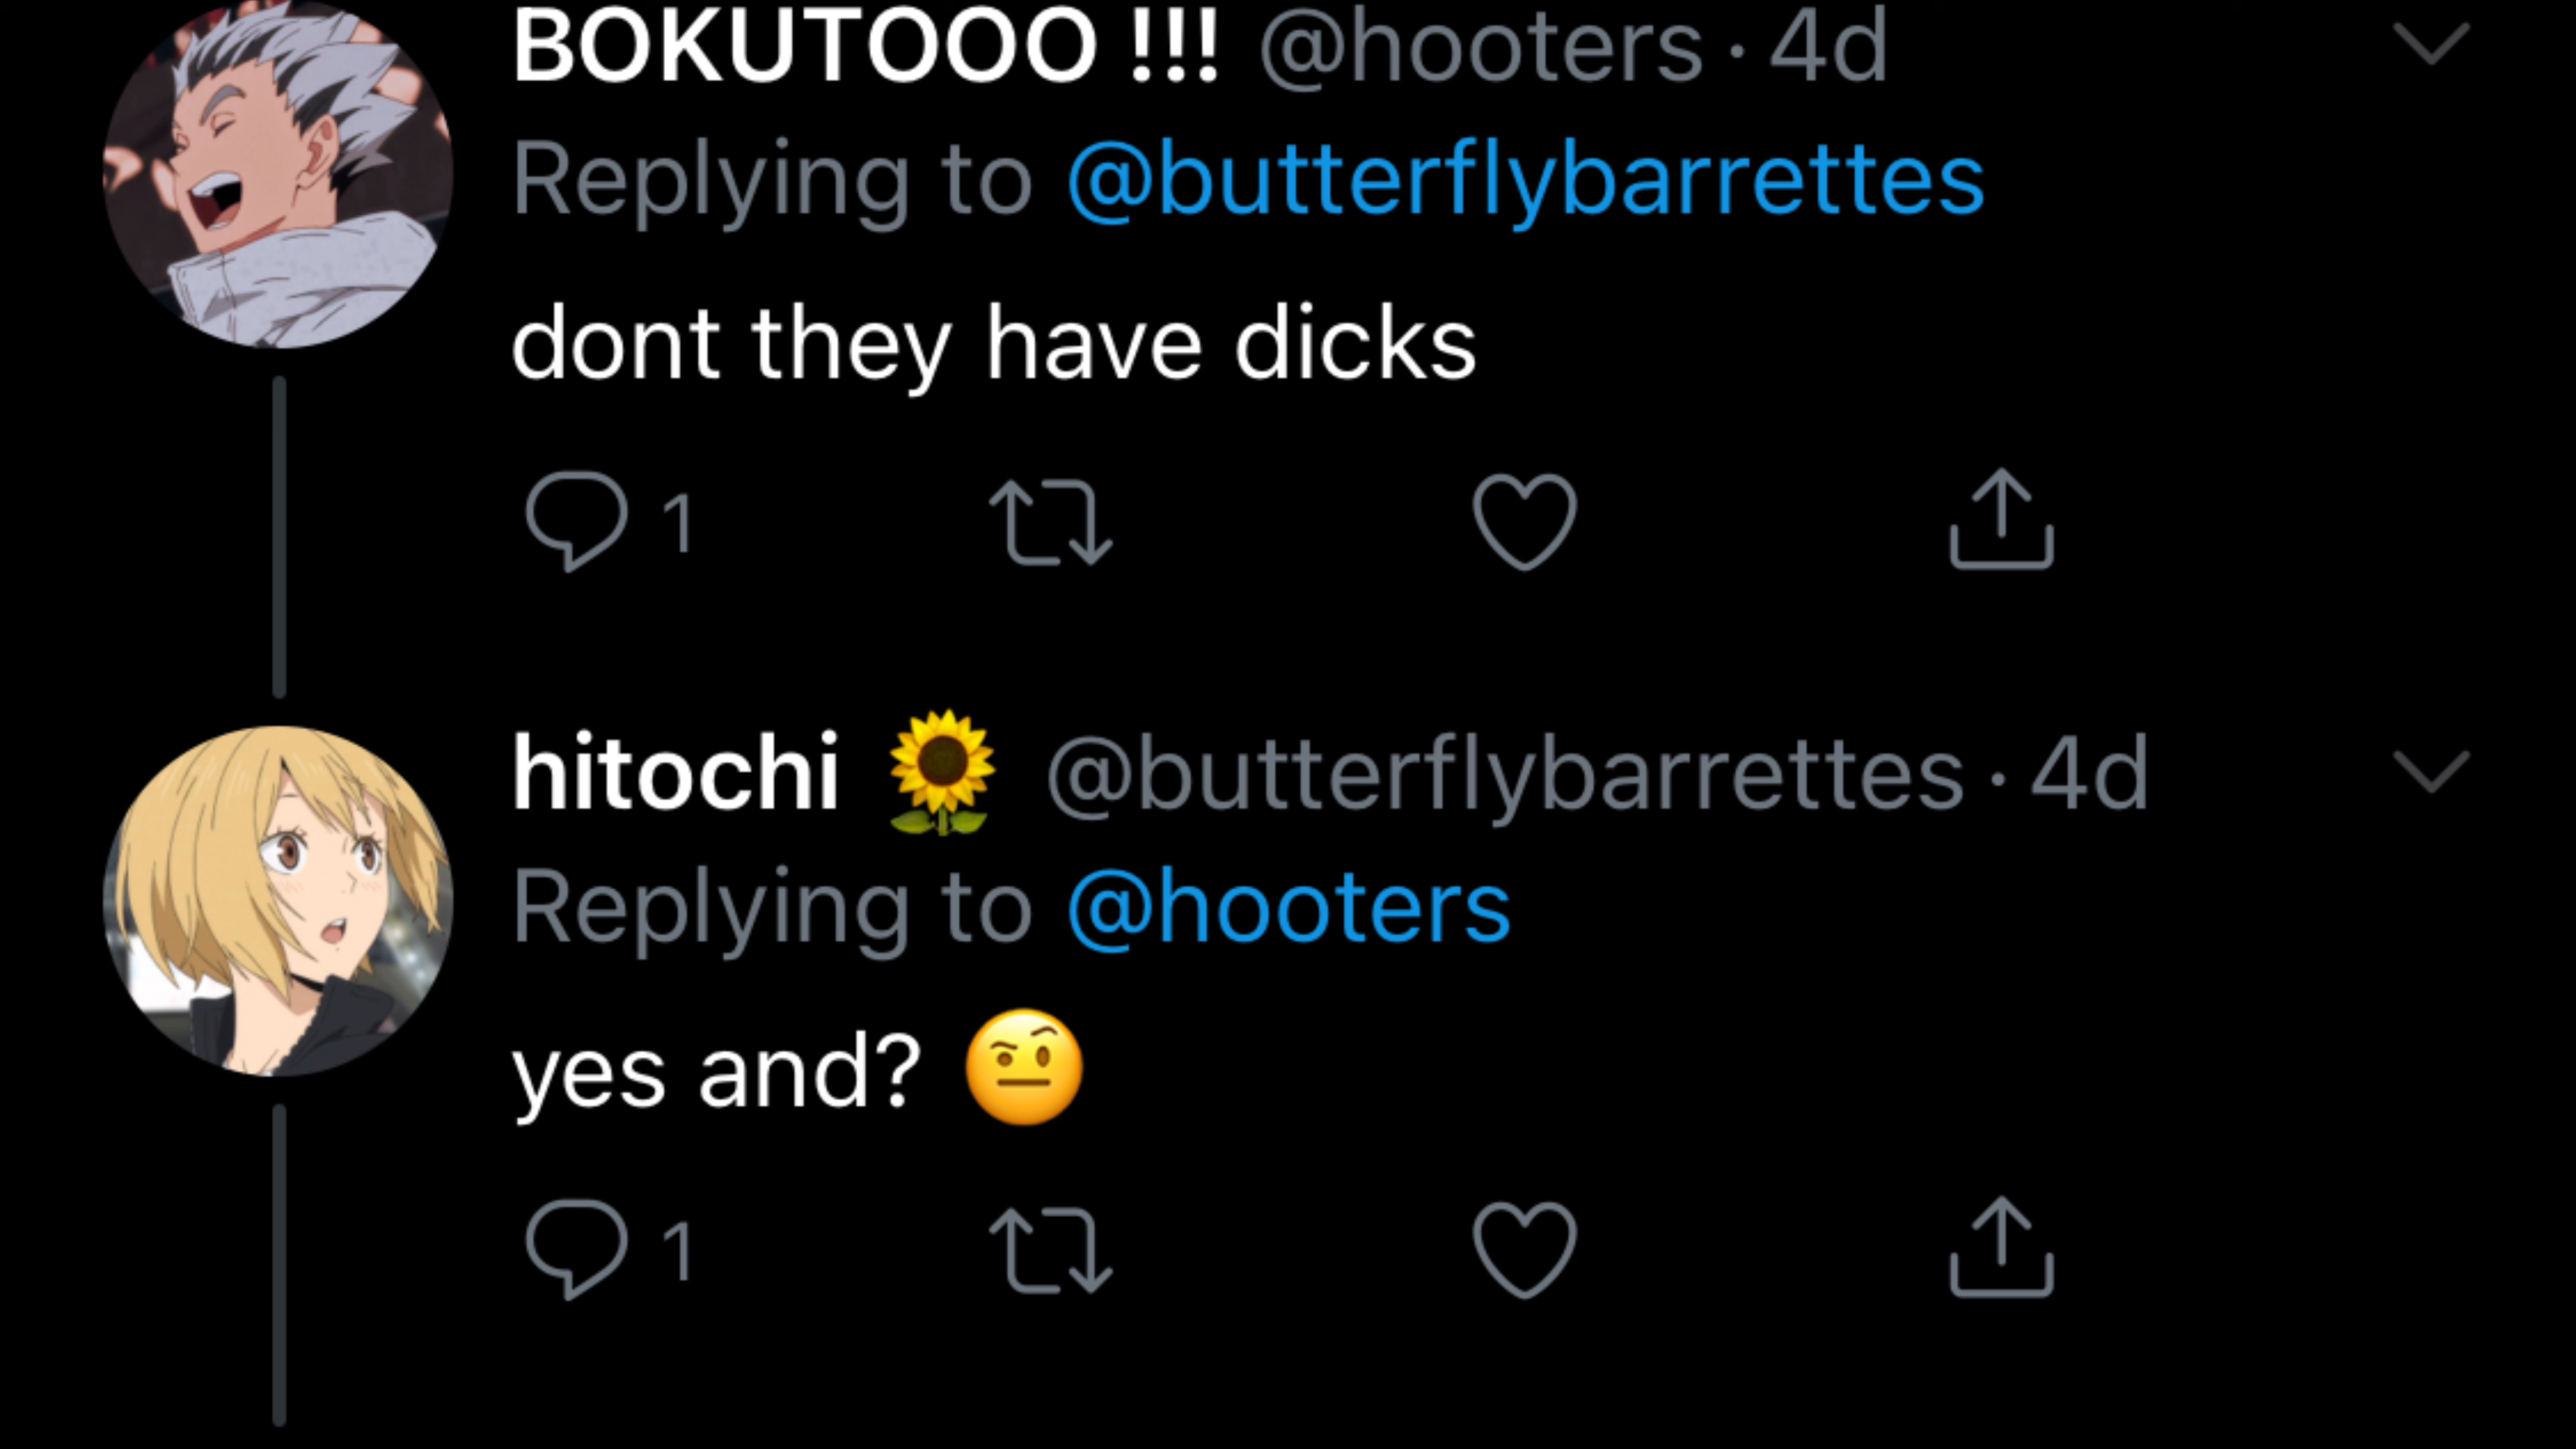 BOKUTOOO !!! @hooters · 4d
Replying to @butterflybarrettes
dont they have dicks
1
hitochi 🌻 @butterflybarrettes · 4d
Replying to @hooters
yes and? 🤨
1